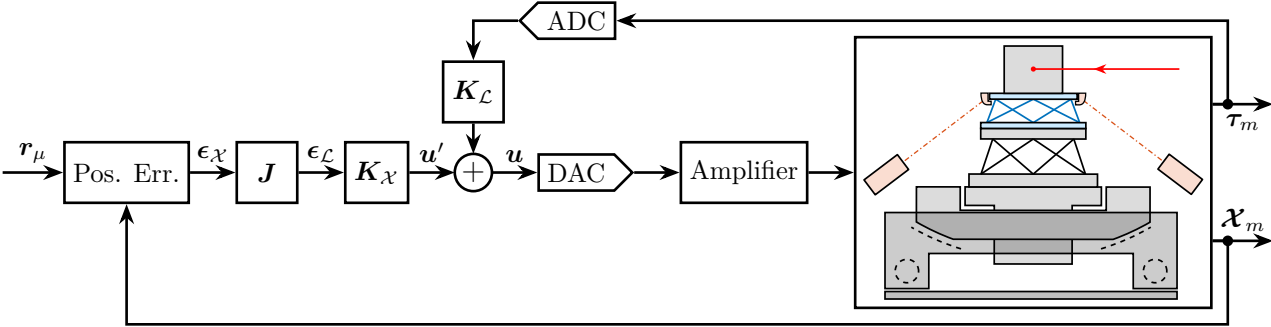 ADC
K_𝓛
τ_m
r_μ
Pos. Err.
ϵ_𝓧
J
ϵ_𝓛
K_𝓧
u′
+
u
DAC
Amplifier
𝓧_m